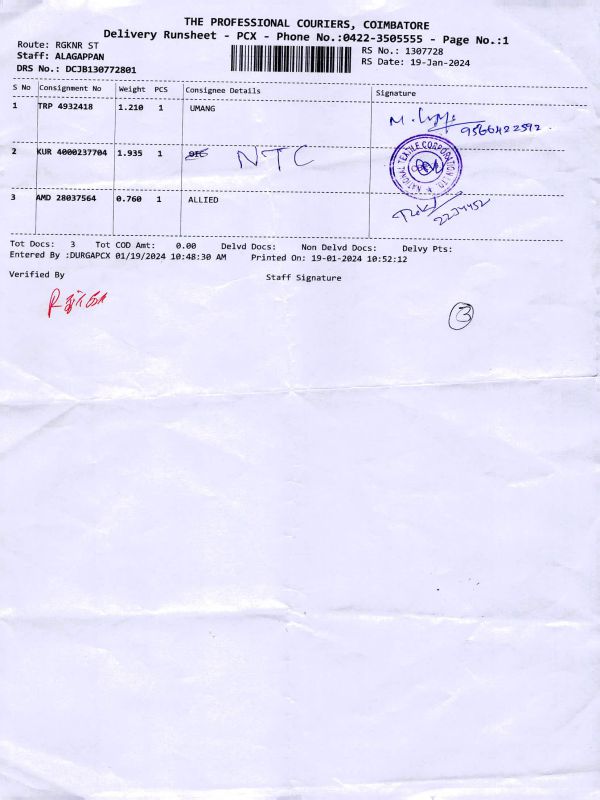 THE PROFESSIONAL COURIERS, COIMBATORE
Delivery Runsheet - PCX - Phone No.:0422-3505555 - Page No.:1
Route: RGKNR ST
RS No.: 1307728
Staff: ALAGAPPAN
RS Date: 19-Jan-2024
DRS No.: DCJB130772801
S No Consignment No Weight PCS Consignee Details Signature
1 TRP 4932418 1.210 1 UMANG
9566422592.
2 KUR 4000237704 1.935 1 NTC
NATIONAL TEXTILE CORPORATION LTD.
3 AMD 28037564 0.760 1 ALLIED
2234452
Tot Docs: 3 Tot COD Amt: 0.00 Delvd Docs: Non Delvd Docs: Delvy Pts:
Entered By :DURGAPCX 01/19/2024 10:48:30 AM Printed On: 19-01-2024 10:52:12
Verified By Staff Signature
3